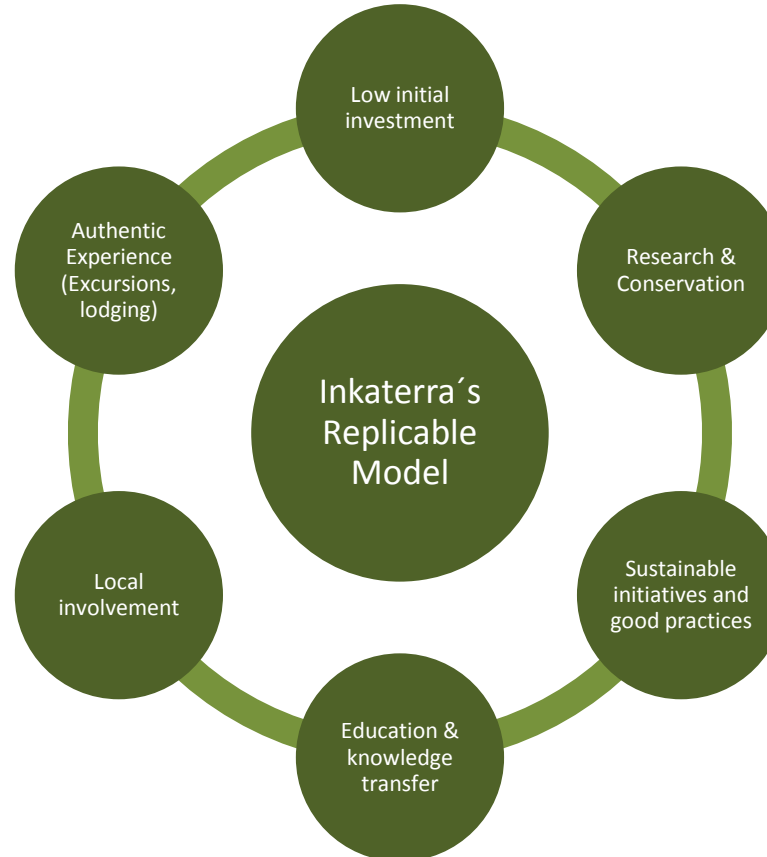 Low initial
investment
Research &
Conservation
Sustainable
initiatives and
good practices
Education &
knowledge
transfer
Local
involvement
Authentic
Experience
(Excursions,
lodging)
Inkaterra´s
Replicable
Model